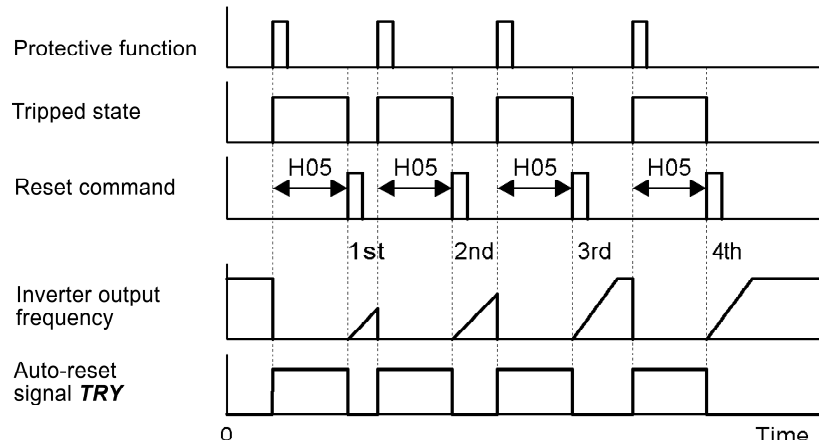 Protective function
Tripped state
H05 H05 H05 H05
Reset command
1st 2nd 3rd 4th
Inverter output
frequency
Auto-reset
signal TRY
0 Time